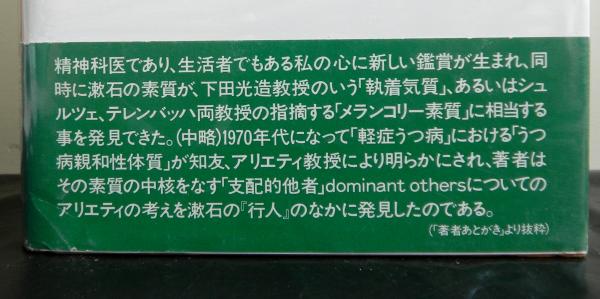 精神科医であり、生活者でもある私の心に新しい鑑賞が生まれ、同
時に漱石の素質が、下田光造教授のいう「執着気質」、あるいはシュ
ルツェ、テレンバッハ両教授の指摘する「メランコリー素質」に相当する
事を発見できた。(中略)1970年代になって「軽症うつ病」における「うつ
病親和性体質」が知友、アリエティ教授により明らかにされ、著者は
その素質の中核をなす「支配的他者」dominant othersについての
アリエティの考えを漱石の『行人』のなかに発見したのである。
(「著者あとがき」より抜粋)